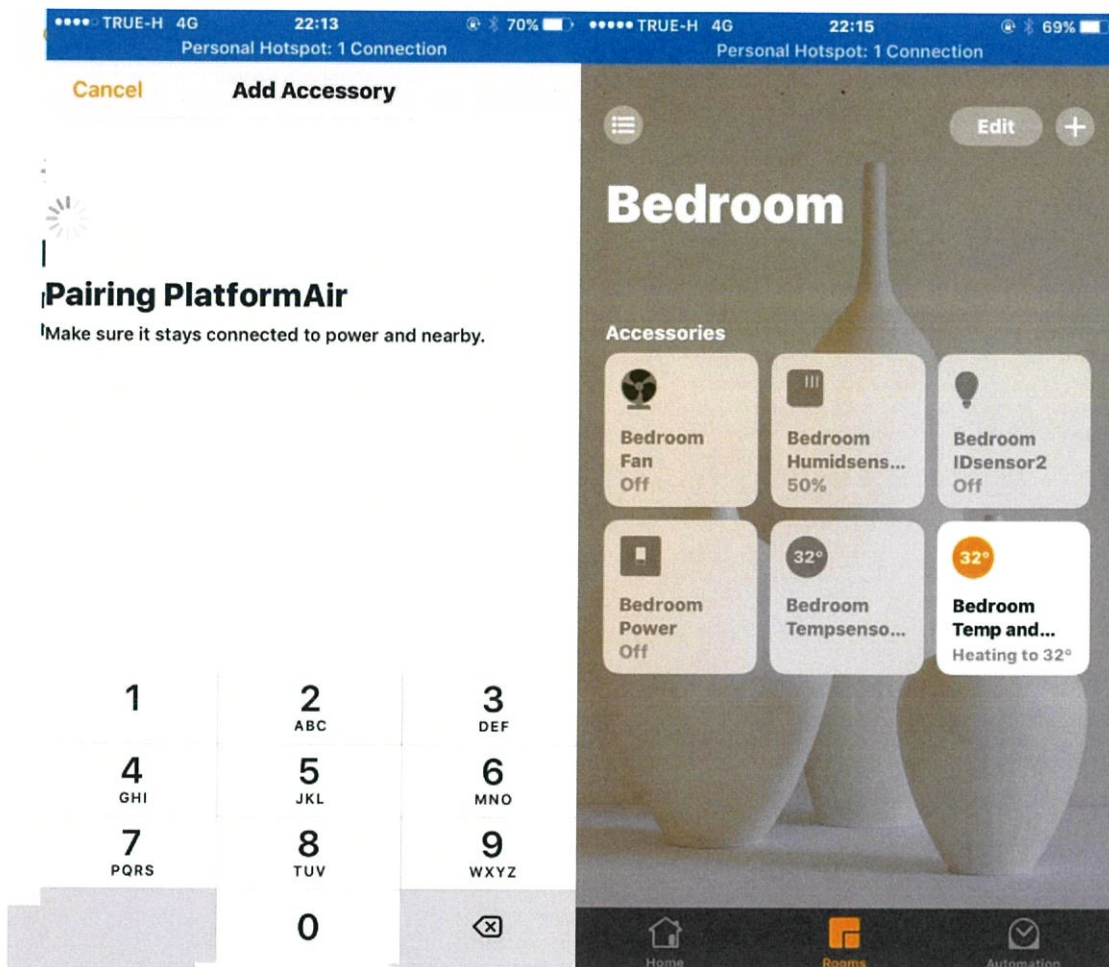 TRUE-H 4G 22:13 70%
Personal Hotspot: 1 Connection
Cancel Add Accessory
Pairing PlatformAir
Make sure it stays connected to power and nearby.
1 2 3
ABC DEF
4 5 6
GHI JKL MNO
7 8 9
PQRS TUV WXYZ
0
TRUE-H 4G 22:15 69%
Personal Hotspot: 1 Connection
Edit +
Bedroom
Accessories
Bedroom
Fan
Off
Bedroom
Humidsens...
50%
Bedroom
IDsensor2
Off
Bedroom
Power
Off
32°
Bedroom
Tempsenso...
32°
Bedroom
Temp and...
Heating to 32°
Home Rooms Automation